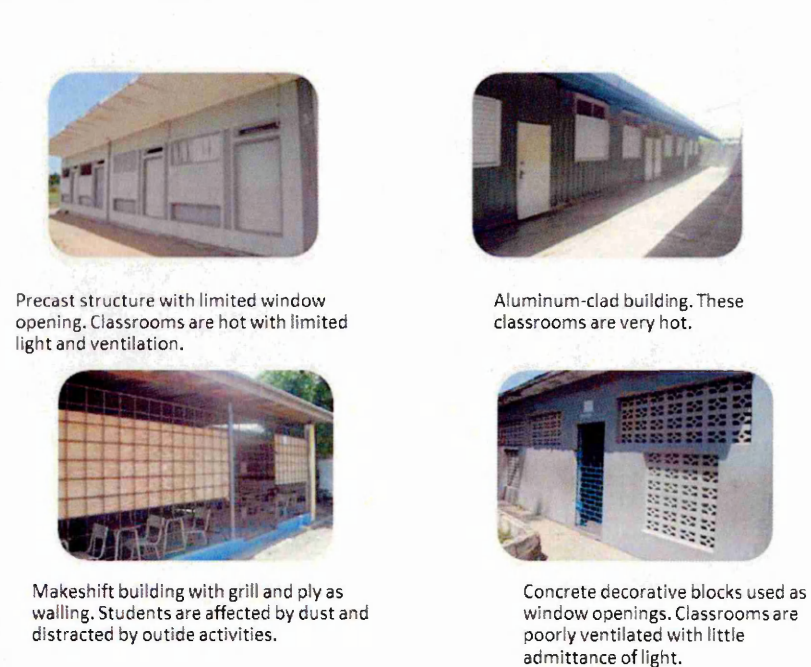 Precast structure with limited window
opening. Classrooms are hot with limited
light and ventilation.
Aluminum-clad building. These
classrooms are very hot.
Makeshift building with grill and ply as
walling. Students are affected by dust and
distracted by outide activities.
Concrete decorative blocks used as
window openings. Classrooms are
poorly ventilated with little
admittance of light.